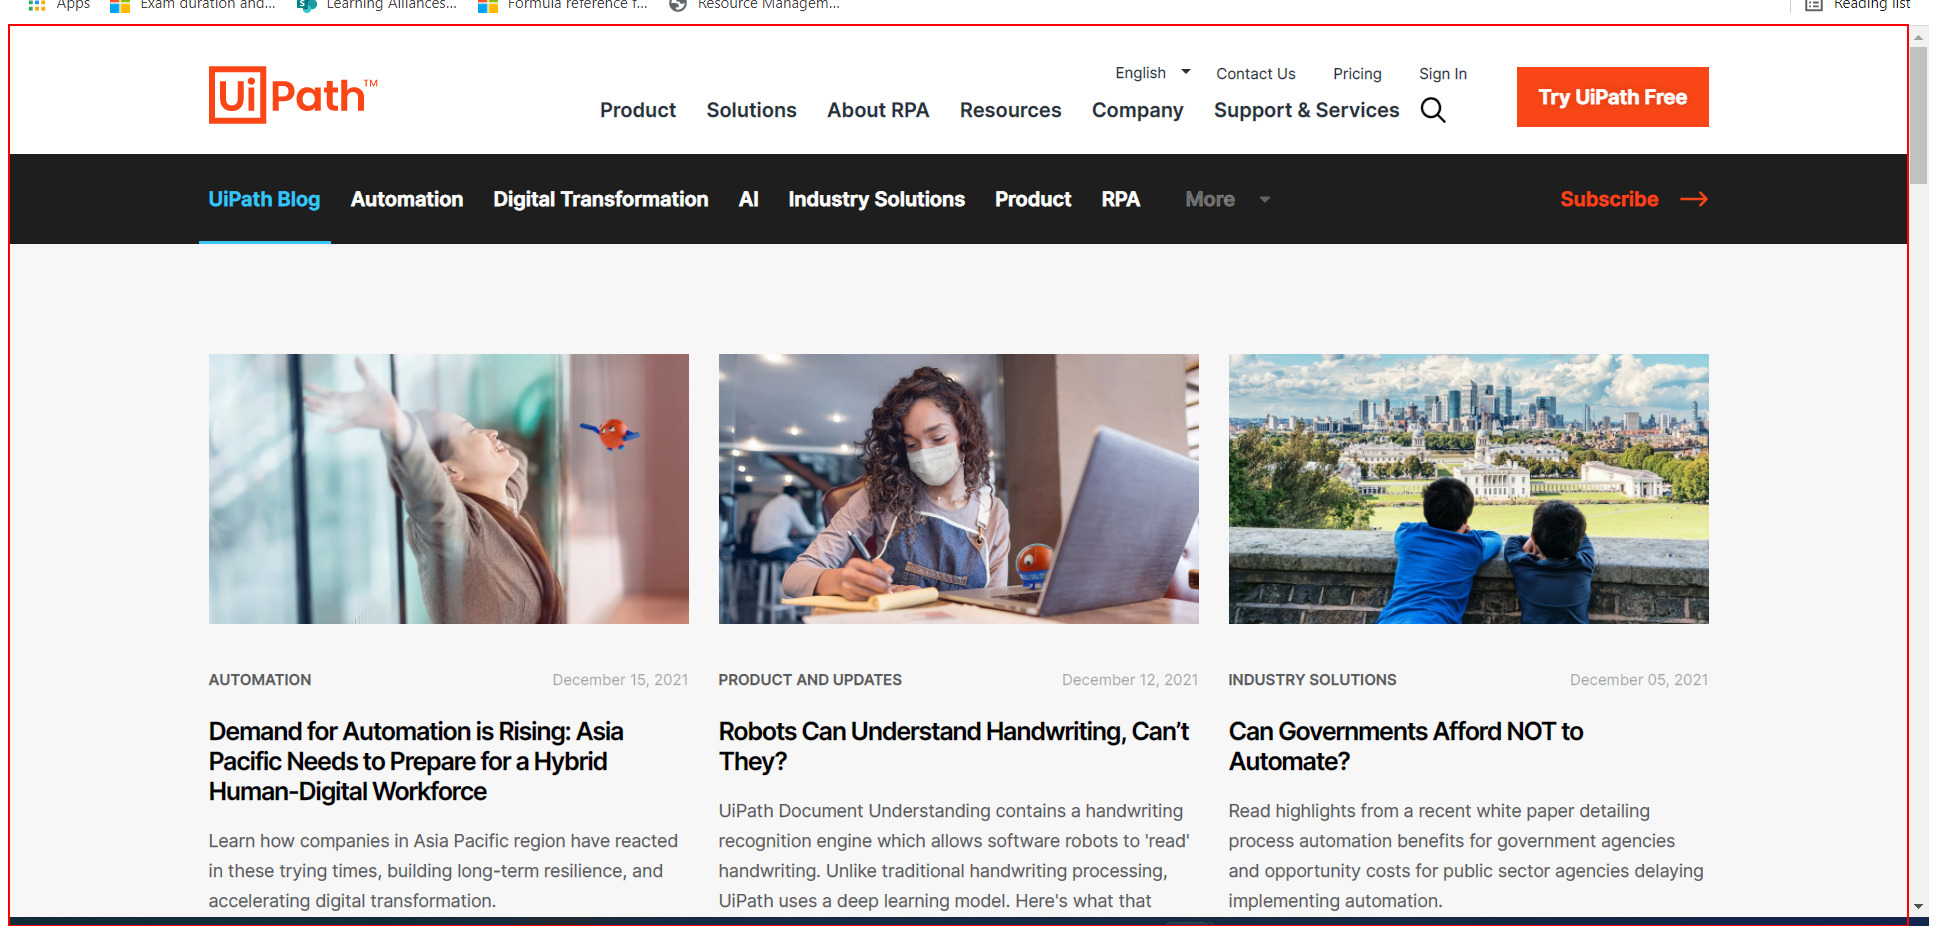 Apps Exam duration and... Learning Alliances... Formula reference f... Resource Managem... Reading list
UiPath™
English Contact Us Pricing Sign In
Product Solutions About RPA Resources Company Support & Services
Try UiPath Free
UiPath Blog Automation Digital Transformation AI Industry Solutions Product RPA More Subscribe
AUTOMATION December 15, 2021
Demand for Automation is Rising: Asia
Pacific Needs to Prepare for a Hybrid
Human-Digital Workforce
Learn how companies in Asia Pacific region have reacted
in these trying times, building long-term resilience, and
accelerating digital transformation.
PRODUCT AND UPDATES December 12, 2021
Robots Can Understand Handwriting, Can’t
They?
UiPath Document Understanding contains a handwriting
recognition engine which allows software robots to 'read'
handwriting. Unlike traditional handwriting processing,
UiPath uses a deep learning model. Here's what that
INDUSTRY SOLUTIONS December 05, 2021
Can Governments Afford NOT to
Automate?
Read highlights from a recent white paper detailing
process automation benefits for government agencies
and opportunity costs for public sector agencies delaying
implementing automation.